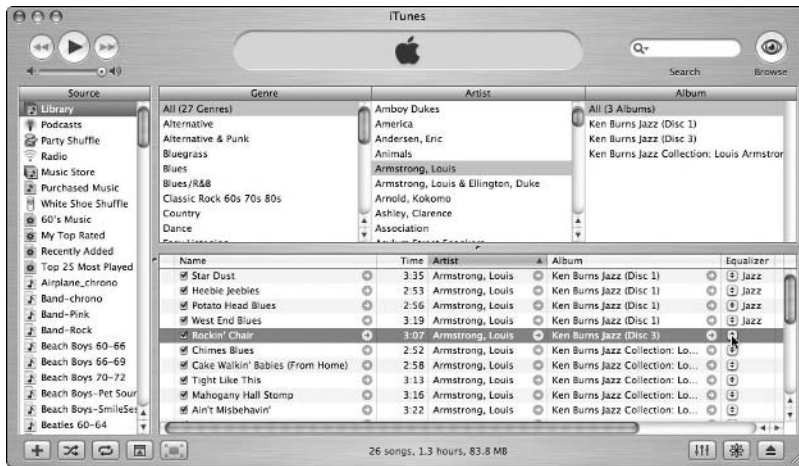 iTunes
Search
Browse
Source
Library
Podcasts
Party Shuffle
Radio
Music Store
Purchased Music
White Shoe Shuffle
60's Music
My Top Rated
Recently Added
Top 25 Most Played
Airplane_chrono
Band-chrono
Band-Pink
Band-Rock
Beach Boys 60-66
Beach Boys 66-69
Beach Boys 70-72
Beach Boys-Pet Soun
Beach Boys-SmileSes
Beatles 60-64
Genre
All (27 Genres)
Alternative
Alternative & Punk
Bluegrass
Blues
Blues/R&B
Classic Rock 60s 70s 80s
Country
Dance
Easy Listening
Artist
Amboy Dukes
America
Andersen, Eric
Animals
Armstrong, Louis
Armstrong, Louis & Ellington, Duke
Arnold, Kokomo
Ashley, Clarence
Association
Album
All (3 Albums)
Ken Burns Jazz (Disc 1)
Ken Burns Jazz (Disc 3)
Ken Burns Jazz Collection: Louis Armstror
Name Time Artist Album Equalizer
Star Dust 3:35 Armstrong, Louis Ken Burns Jazz (Disc 1) Jazz
Heebie Jeebies 2:53 Armstrong, Louis Ken Burns Jazz (Disc 1) Jazz
Potato Head Blues 2:56 Armstrong, Louis Ken Burns Jazz (Disc 1) Jazz
West End Blues 3:19 Armstrong, Louis Ken Burns Jazz (Disc 1) Jazz
Rockin' Chair 3:07 Armstrong, Louis Ken Burns Jazz (Disc 3)
Chimes Blues 2:52 Armstrong, Louis Ken Burns Jazz Collection: Lo...
Cake Walkin' Babies (From Home) 2:58 Armstrong, Louis Ken Burns Jazz Collection: Lo...
Tight Like This 3:13 Armstrong, Louis Ken Burns Jazz Collection: Lo...
Mahogany Hall Stomp 3:16 Armstrong, Louis Ken Burns Jazz Collection: Lo...
Ain't Misbehavin' 3:22 Armstrong, Louis Ken Burns Jazz Collection: Lo...
26 songs, 1.3 hours, 83.8 MB